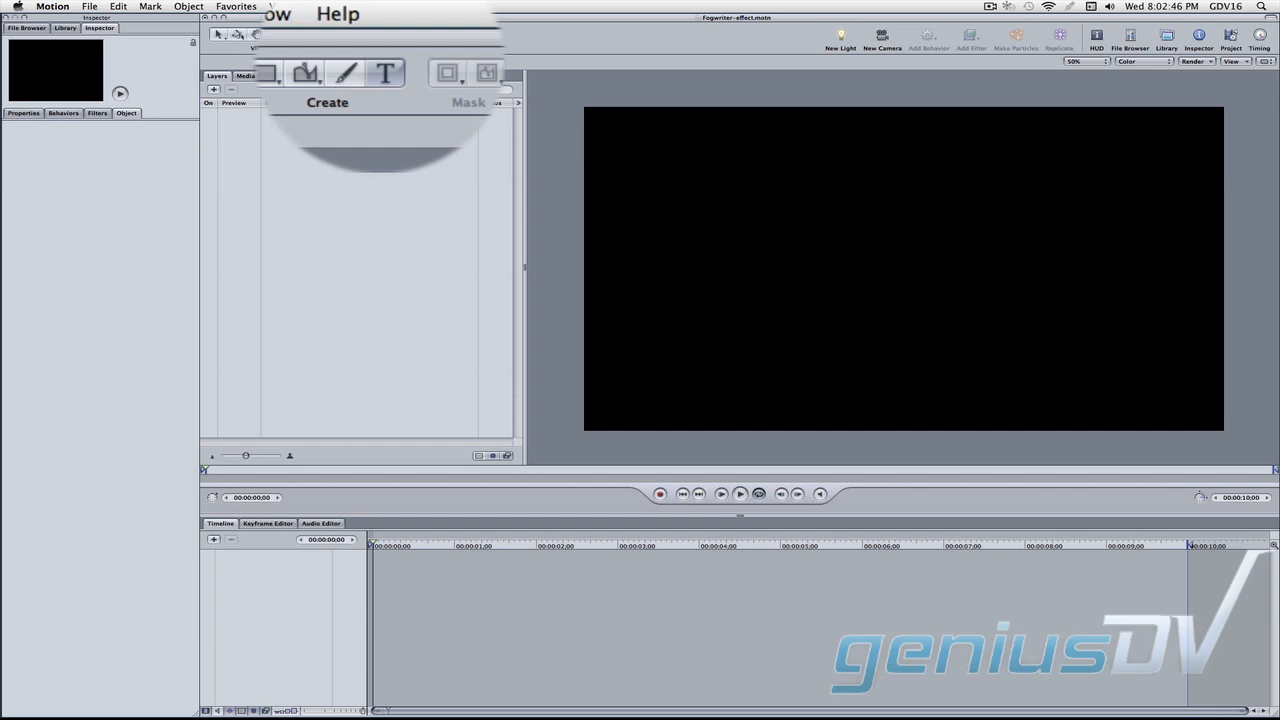 Motion File Edit Mark Object Favorites ow Help Wed 8:02:46 PM GDV16
Inspector Fogwriter-effect.motn
File Browser Library Inspector
New Light New Camera Add Behavior Add Filter Make Particles Replicate HUD File Browser Library Inspector Project Timing
50% Color Render View
Layers Media T
Create Mask
On Preview us
Properties Behaviors Filters Object
00:00:00;00 00:00:10;00
Timeline Keyframe Editor Audio Editor
00:00:00;00
00:00:00;00 00:00:01;00 00:00:02;00 00:00:03;00 00:00:04;00 00:00:05;00 00:00:06;00 00:00:07;00 00:00:08;00 00:00:09;00 00:00:10;00
geniusDV